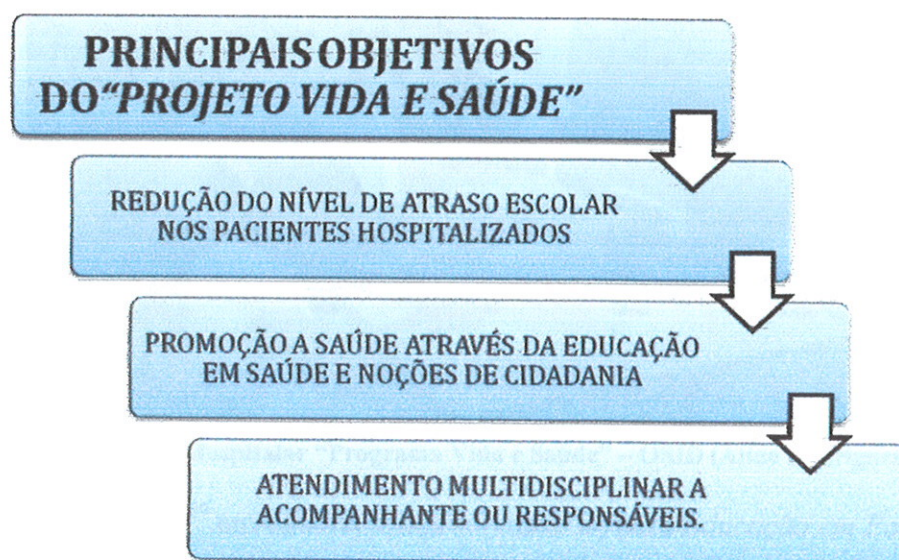 PRINCIPAIS OBJETIVOS
DO“PROJETO VIDA E SAÚDE”
REDUÇÃO DO NÍVEL DE ATRASO ESCOLAR
NOS PACIENTES HOSPITALIZADOS
PROMOÇÃO A SAÚDE ATRAVÉS DA EDUCAÇÃO
EM SAÚDE E NOÇÕES DE CIDADANIA
ATENDIMENTO MULTIDISCIPLINAR A
ACOMPANHANTE OU RESPONSÁVEIS.